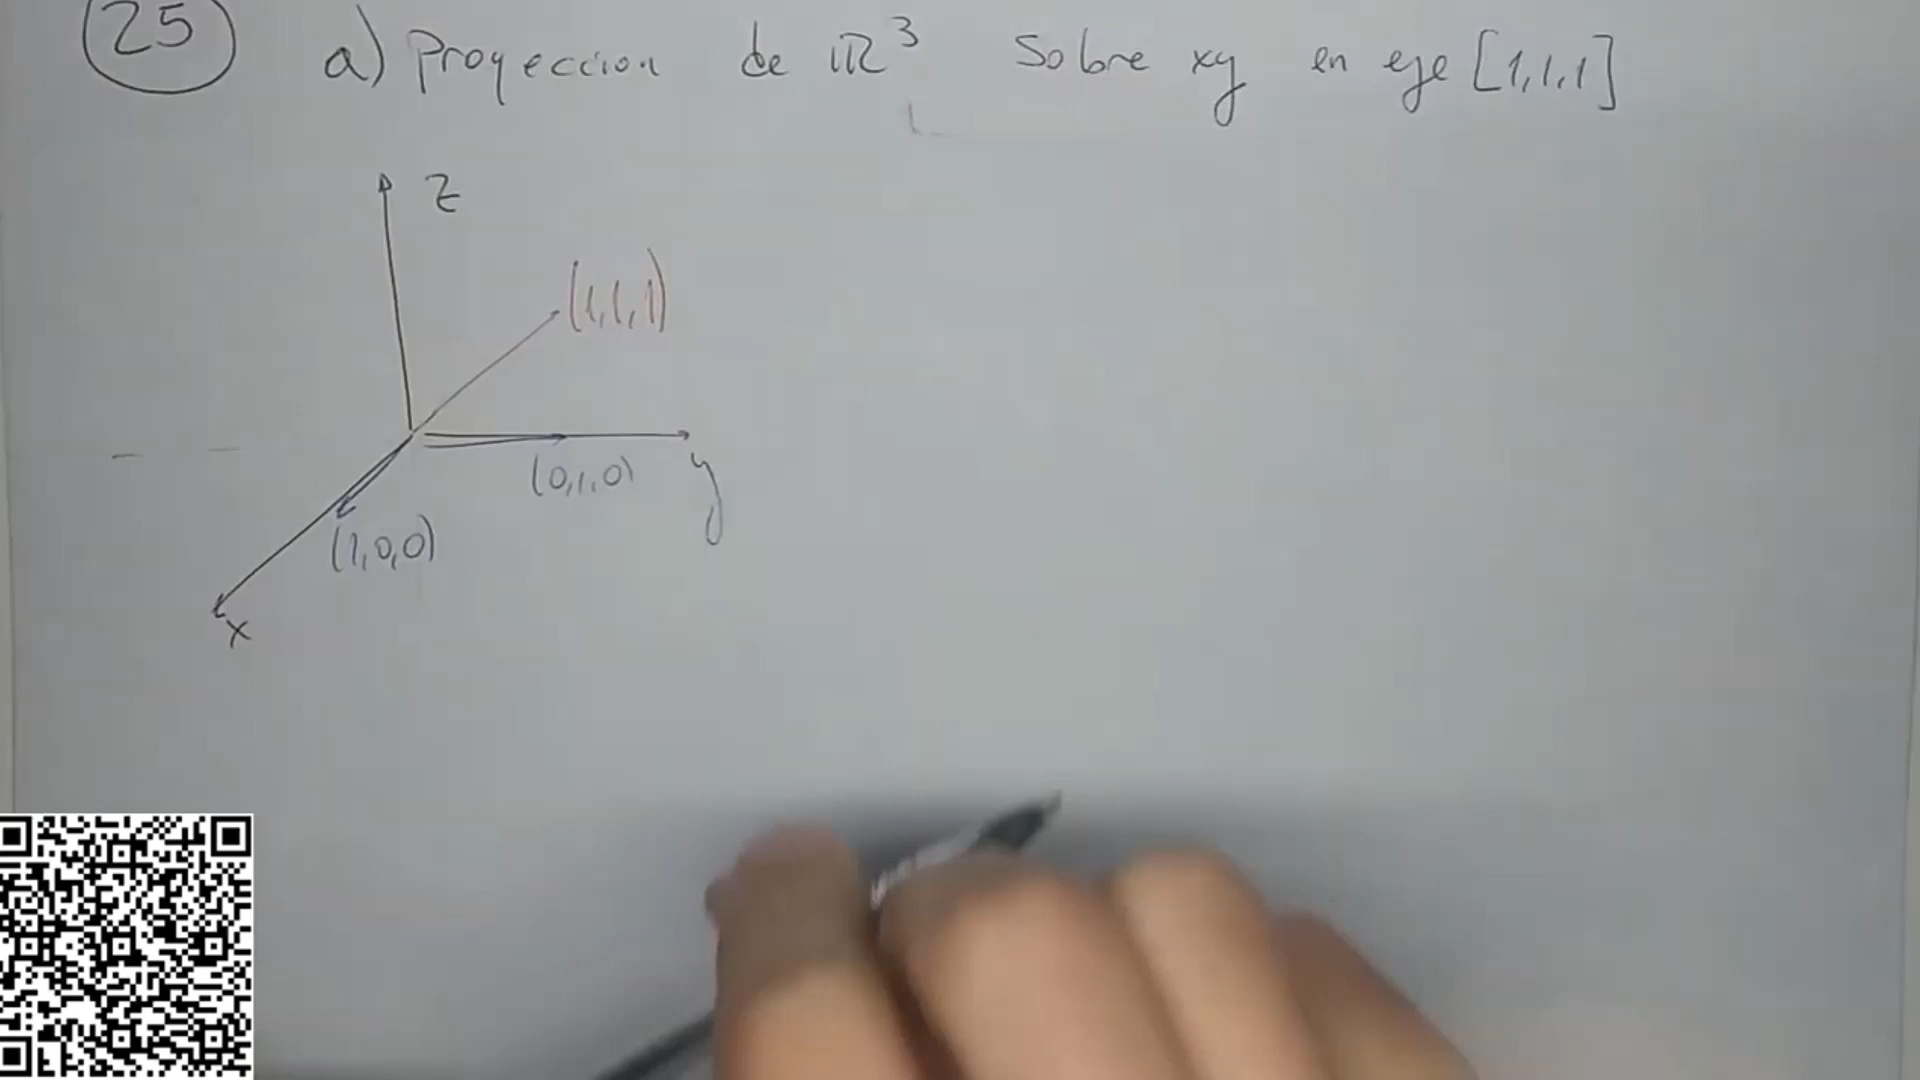 25 a) Proyeccion de ℝ³ Sobre xy en eje [1,1,1]
z
(1,1,1)
(0,1,0) y
(1,0,0)
x